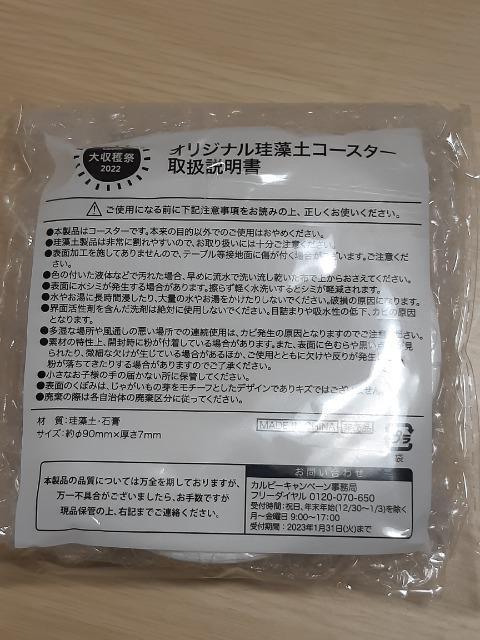 大収穫祭
2022
オリジナル珪藻土コースター
取扱説明書
ご使用になる前に下記注意事項をお読みの上、正しくお使いください。
●本製品はコースターです。本来の目的以外でのご使用はおやめください。
●珪藻土製品は非常に割れやすいので、お取り扱いには十分ご注意ください。
●表面加工を施してありませんので、テーブル等接地面に傷が付く場合がございます。ご注意くだ
さい。
●色の付いた液体などで汚れた場合、早めに流水で洗い流し乾いた布で上からおさえてください。
●表面に水シミが発生する場合があります。擦らず軽く水洗いするとシミが軽減されます。
●水やお湯に長時間浸したり、大量の水やお湯をかけたりしないでください。破損の原因になります。
●界面活性剤を含んだ洗剤は絶対に使用しないでください。目詰まりや吸水性の低下、カビの原因
となります。
●多湿な場所や風通しの悪い場所での連続使用は、カビ発生の原因となりますのでご注意ください。
●素材の特性上、開封時に粉が付着している場合があります。また、表面に色むらや黒い点が見
られたり、微細な欠けが生じている場合があるほか、ご使用とともに欠けや反りが発生
粉が落ちてきたりする場合がありますのでご了承ください。
●小さなお子様の手の届かない所に保管してください。
●表面のくぼみは、じゃがいもの芽をモチーフとしたデザインでありキズではございません。
●廃棄の際は各自治体の廃棄区分に従ってください。
材 質：珪藻土・石膏
サイズ：約φ90mm×厚さ7mm
MADE IN CHINA 非売品
プラ
袋
本製品の品質については万全を期しておりますが、
万一不具合がございましたら、お手数ですが
現品保管の上、右記までご連絡ください。
お問い合わせ
カルビーキャンペーン事務局
フリーダイヤル 0120-070-650
受付時間：祝日、年末年始(12/30〜1/3)を除く
月〜金曜日 9:00〜17:00
受付期間：2023年1月31日(火)まで